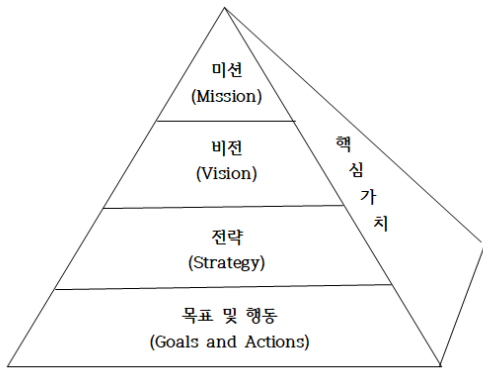 미션
(Mission)
비전
(Vision)
전략
(Strategy)
목표 및 행동
(Goals and Actions)
핵심가치